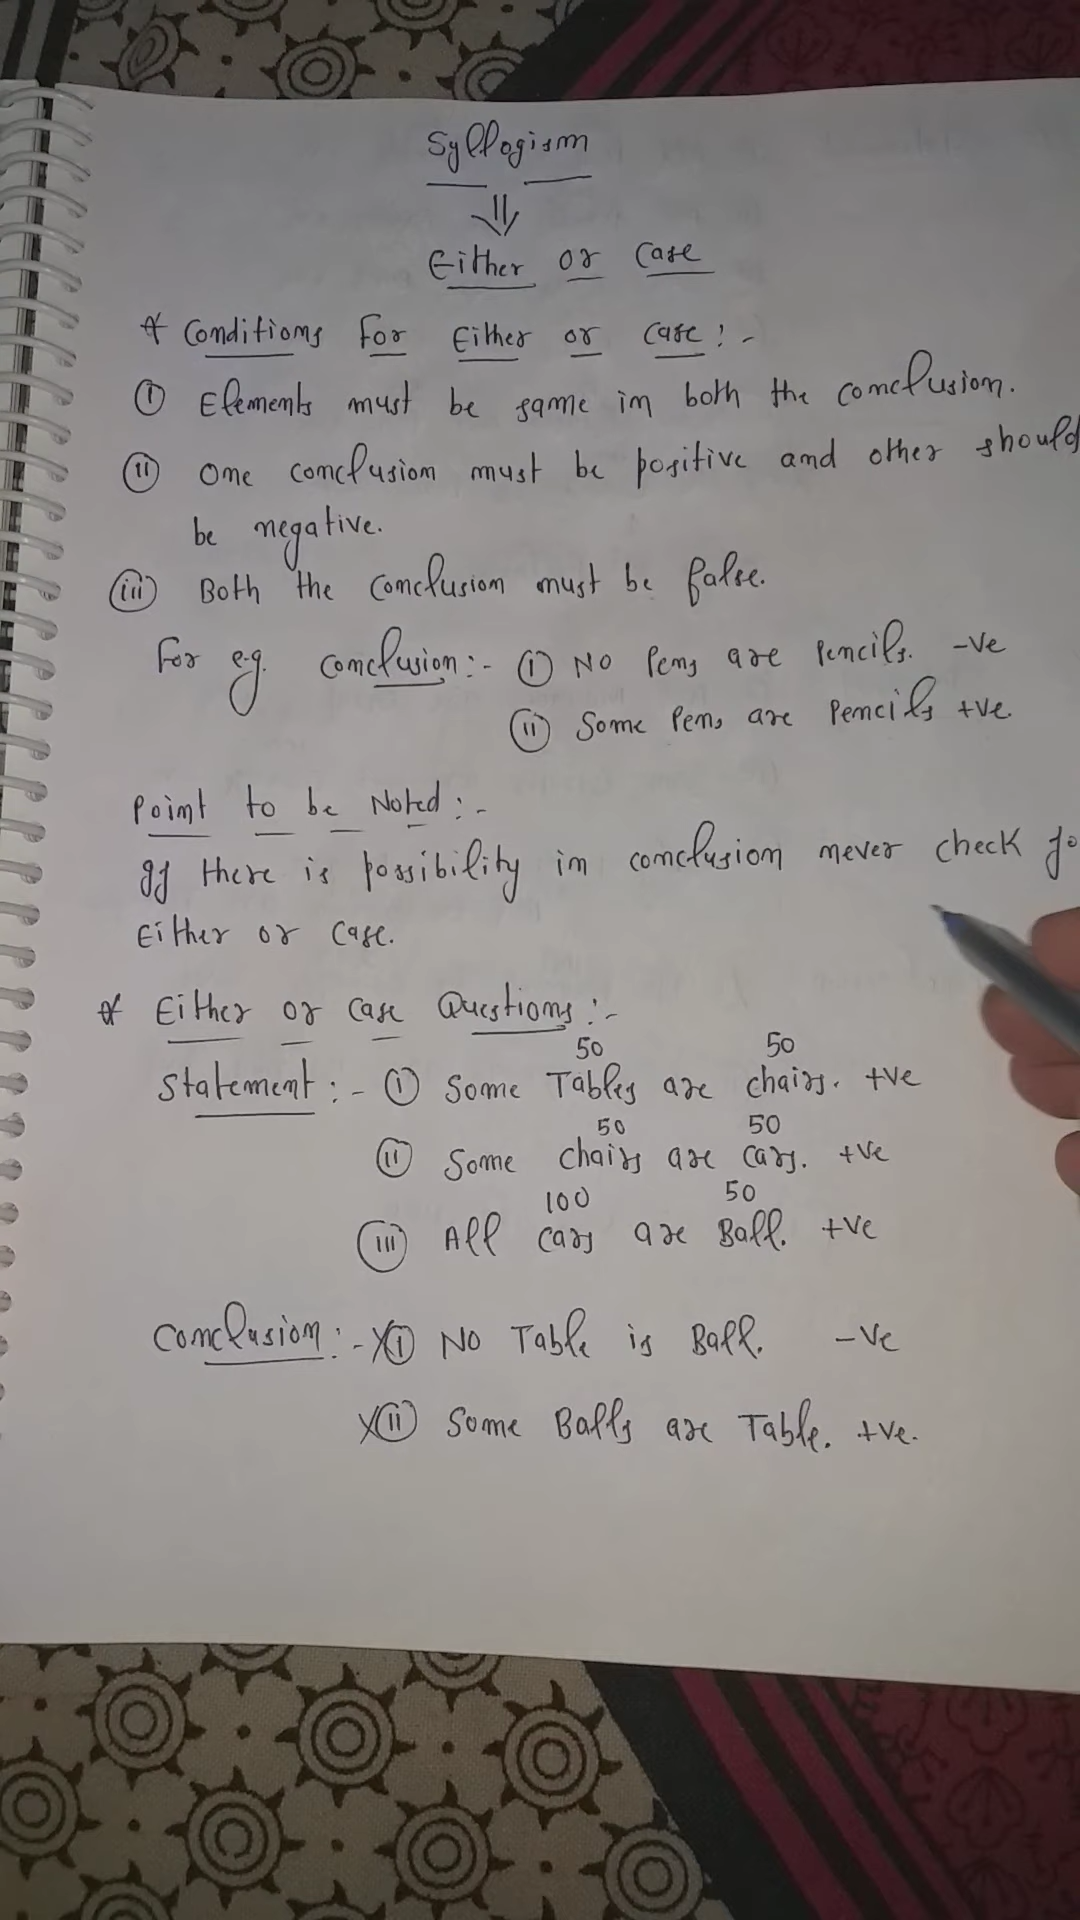 Syllogism
⇓
Either or Case
* Conditions For Either or Case:-
(i) Elements must be same in both the conclusion.
(ii) One conclusion must be positive and other should
be negative.
(iii) Both the conclusion must be false.
For e.g. Conclusion:- (i) No Pens are Pencils. -ve
(ii) Some Pens are Pencils +ve.
Point to be Noted:-
If there is possibility in conclusion never check fo
Either or Case.
* Either or Case Questions:-
50 50
Statement:- (i) Some Tables are chairs. +ve
50 50
(ii) Some chairs are Cars. +ve
100 50
(iii) All Cars are Ball. +ve
Conclusion:- X(i) No Table is Ball. -ve
X(ii) Some Balls are Table. +ve.